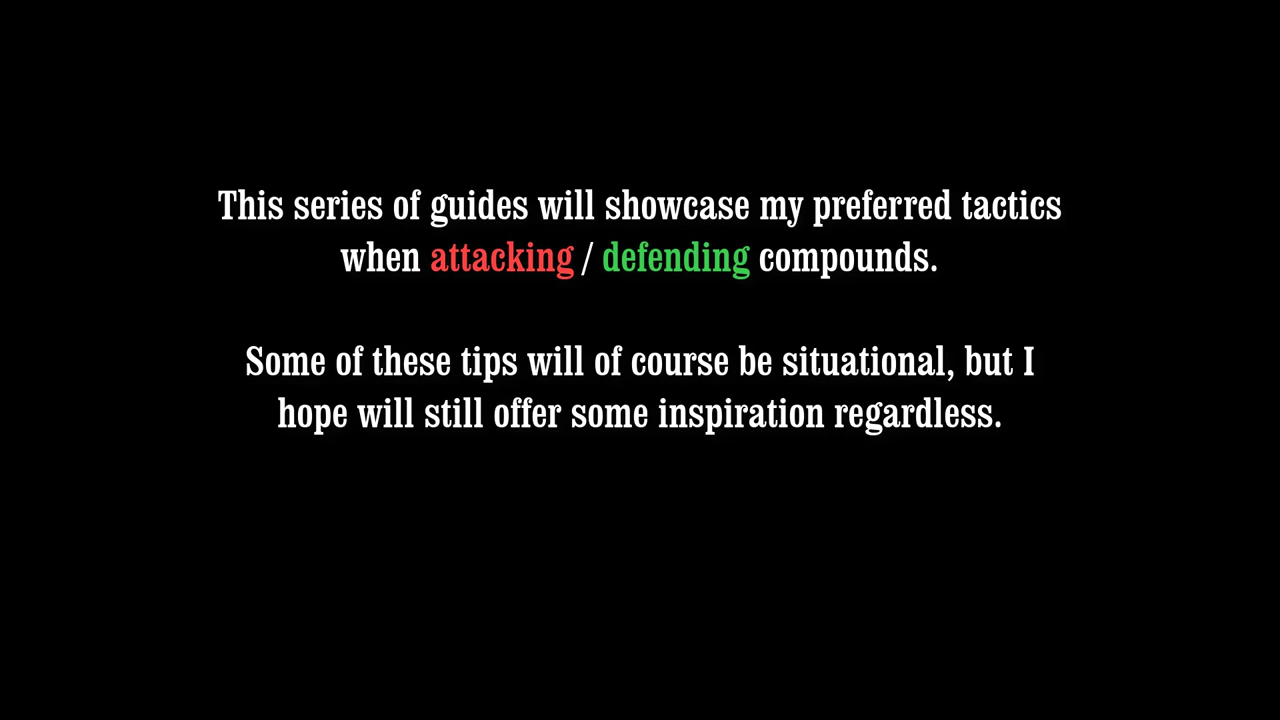 This series of guides will showcase my preferred tactics
when attacking / defending compounds.
Some of these tips will of course be situational, but I
hope will still offer some inspiration regardless.